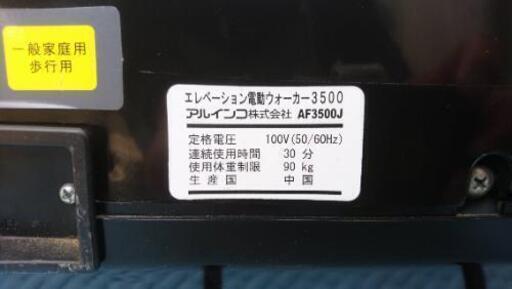 一般家庭用
歩行用
エレベーション電動ウォーカー3500
アルインコ株式会社 AF3500J
定格電圧 100V(50/60Hz)
連続使用時間 30 分
使用体重制限 90 kg
生産国 中国